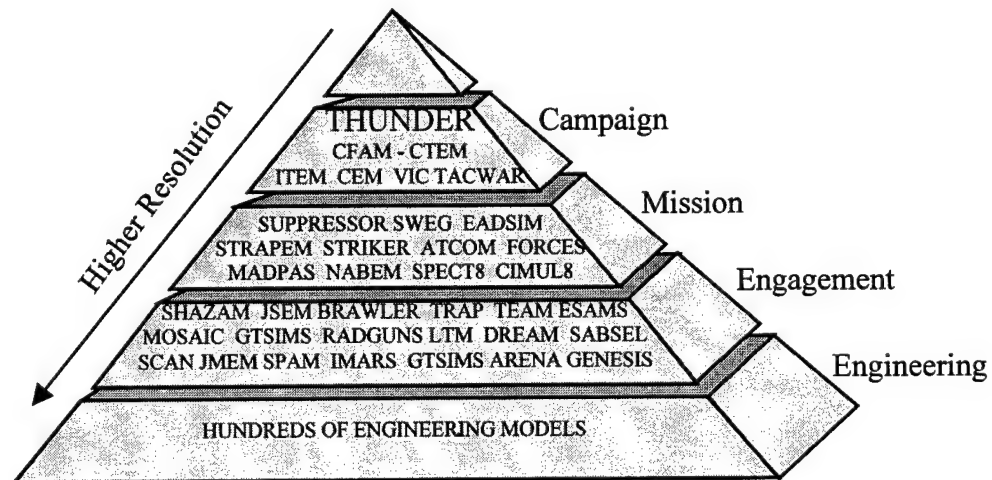 THUNDER
CFAM - CTEM
ITEM CEM VIC TACWAR
Campaign
SUPPRESSOR SWEG EADSIM
STRAPEM STRIKER ATCOM FORCES
MADPAS NABEM SPECT8 CIMUL8
Mission
SHAZAM JSEM BRAWLER TRAP TEAM ESAMS
MOSAIC GTSIMS RADGUNS LTM DREAM SABSEL
SCAN JMEM SPAM IMARS GTSIMS ARENA GENESIS
Engagement
HUNDREDS OF ENGINEERING MODELS
Engineering
Higher Resolution